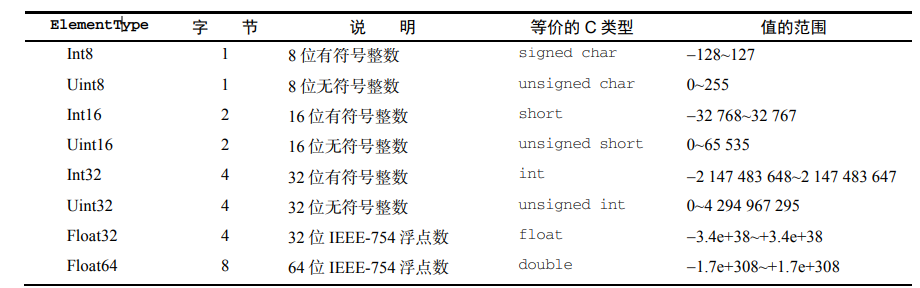 ElementType 字 节 说 明 等价的 C 类型 值的范围
Int8 1 8 位有符号整数 signed char −128~127
Uint8 1 8 位无符号整数 unsigned char 0~255
Int16 2 16 位有符号整数 short −32 768~32 767
Uint16 2 16 位无符号整数 unsigned short 0~65 535
Int32 4 32 位有符号整数 int −2 147 483 648~2 147 483 647
Uint32 4 32 位无符号整数 unsigned int 0~4 294 967 295
Float32 4 32 位 IEEE-754 浮点数 float −3.4e+38~+3.4e+38
Float64 8 64 位 IEEE-754 浮点数 double −1.7e+308~+1.7e+308